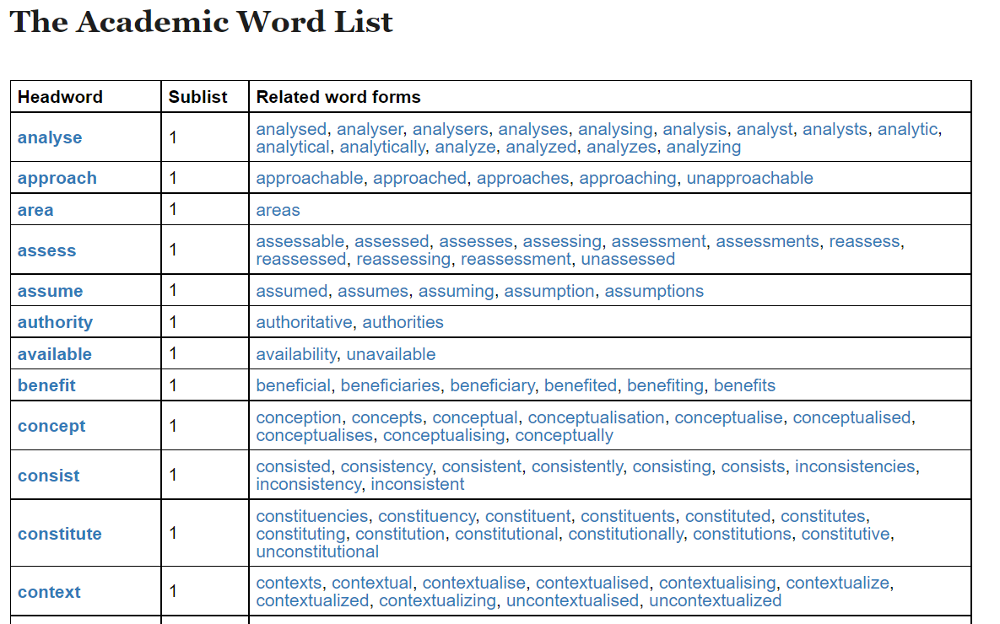 The Academic Word List
Headword Sublist Related word forms
analyse 1 analysed, analyser, analysers, analyses, analysing, analysis, analyst, analysts, analytic,
analytical, analytically, analyze, analyzed, analyzes, analyzing
approach 1 approachable, approached, approaches, approaching, unapproachable
area 1 areas
assess 1 assessable, assessed, assesses, assessing, assessment, assessments, reassess,
reassessed, reassessing, reassessment, unassessed
assume 1 assumed, assumes, assuming, assumption, assumptions
authority 1 authoritative, authorities
available 1 availability, unavailable
benefit 1 beneficial, beneficiaries, beneficiary, benefited, benefiting, benefits
concept 1 conception, concepts, conceptual, conceptualisation, conceptualise, conceptualised,
conceptualises, conceptualising, conceptually
consist 1 consisted, consistency, consistent, consistently, consisting, consists, inconsistencies,
inconsistency, inconsistent
constitute 1 constituencies, constituency, constituent, constituents, constituted, constitutes,
constituting, constitution, constitutional, constitutionally, constitutions, constitutive,
unconstitutional
context 1 contexts, contextual, contextualise, contextualised, contextualising, contextualize,
contextualized, contextualizing, uncontextualised, uncontextualized